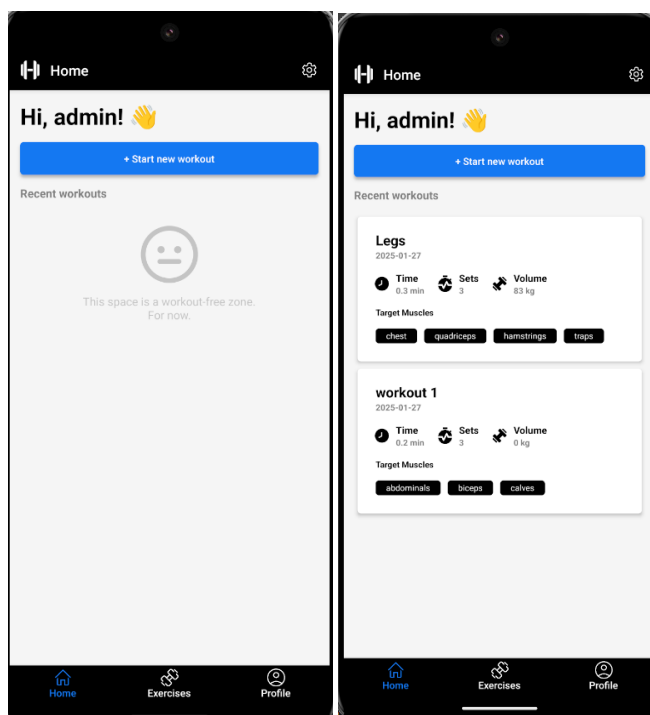 Home
Hi, admin! 👋
+ Start new workout
Recent workouts
This space is a workout-free zone.
For now.
Home Exercises Profile
Home
Hi, admin! 👋
+ Start new workout
Recent workouts
Legs
2025-01-27
Time Sets Volume
0.3 min 3 83 kg
Target Muscles
chest quadriceps hamstrings traps
workout 1
2025-01-27
Time Sets Volume
0.2 min 3 0 kg
Target Muscles
abdominals biceps calves
Home Exercises Profile